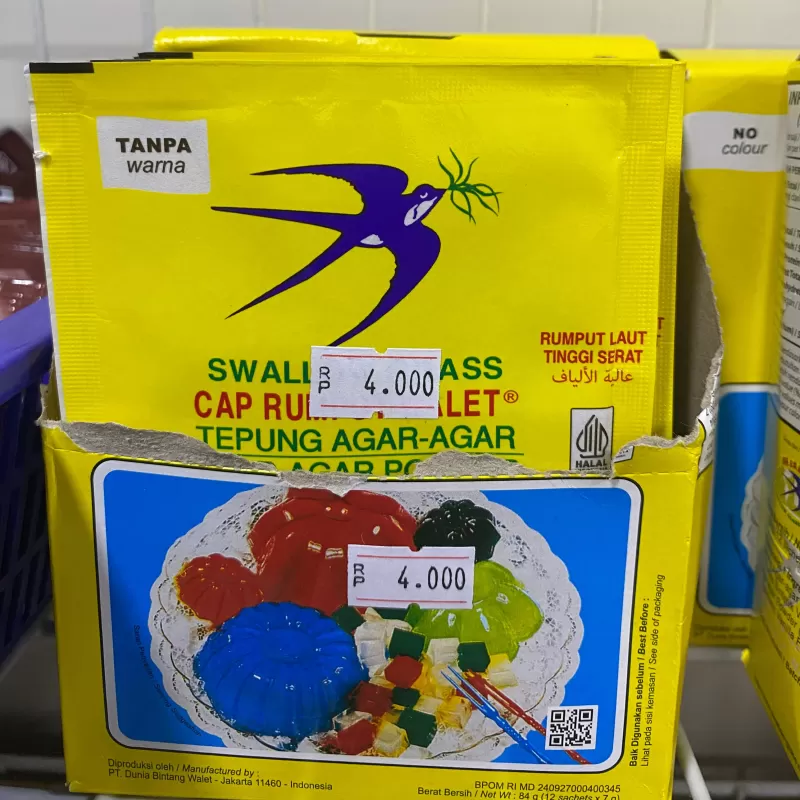 TANPA
warna
NO
colour
RUMPUT LAUT
TINGGI SERAT
عالية الألياف
SWALL ASS
RP 4.000
CAP RUM ALET®
TEPUNG AGAR-AGAR
AGAR
HALAL
RP 4.000
Baik Digunakan sebelum / Best Before :
Lihat pada sisi kemasan / See side of packaging
Diproduksi oleh / Manufactured by :
PT. Dunia Bintang Walet - Jakarta 11460 - Indonesia
BPOM RI MD 240927000400345
Berat Bersih / Net Wt : 84 g (12 sachets x 7 g)